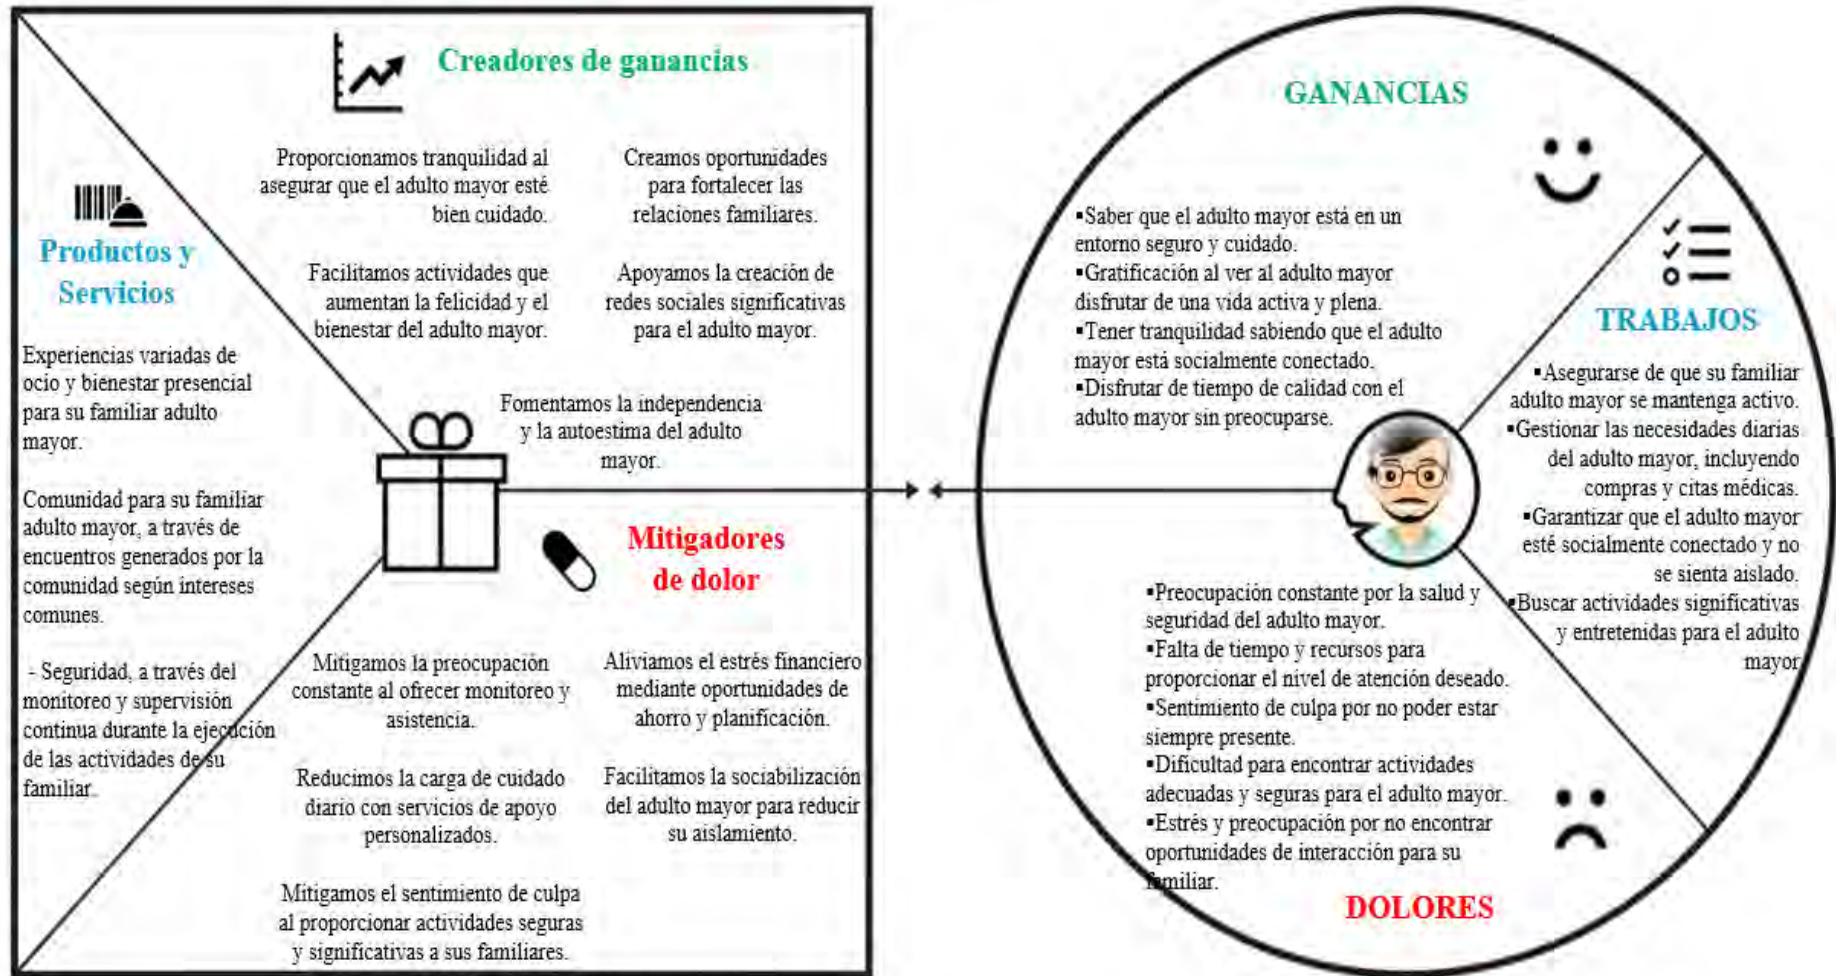 Creadores de ganancias
Proporcionamos tranquilidad al
asegurar que el adulto mayor esté
bien cuidado.
Creamos oportunidades
para fortalecer las
relaciones familiares.
Facilitamos actividades que
aumentan la felicidad y el
bienestar del adulto mayor.
Apoyamos la creación de
redes sociales significativas
para el adulto mayor.
Fomentamos la independencia
y la autoestima del adulto
mayor.
Productos y
Servicios
Experiencias variadas de
ocio y bienestar presencial
para su familiar adulto
mayor.
Comunidad para su familiar
adulto mayor, a través de
encuentros generados por la
comunidad según intereses
comunes.
- Seguridad, a través del
monitoreo y supervisión
continua durante la ejecución
de las actividades de su
familiar.
Mitigadores
de dolor
Mitigamos la preocupación
constante al ofrecer monitoreo y
asistencia.
Aliviamos el estrés financiero
mediante oportunidades de
ahorro y planificación.
Reducimos la carga de cuidado
diario con servicios de apoyo
personalizados.
Facilitamos la sociabilización
del adulto mayor para reducir
su aislamiento.
Mitigamos el sentimiento de culpa
al proporcionar actividades seguras
y significativas a sus familiares.
GANANCIAS
▪Saber que el adulto mayor está en un
entorno seguro y cuidado.
▪Gratificación al ver al adulto mayor
disfrutar de una vida activa y plena.
▪Tener tranquilidad sabiendo que el adulto
mayor está socialmente conectado.
▪Disfrutar de tiempo de calidad con el
adulto mayor sin preocuparse.
TRABAJOS
▪Asegurarse de que su familiar
adulto mayor se mantenga activo.
▪Gestionar las necesidades diarias
del adulto mayor, incluyendo
compras y citas médicas.
▪Garantizar que el adulto mayor
esté socialmente conectado y no
se sienta aislado.
▪Buscar actividades significativas
y entretenidas para el adulto
mayor
▪Preocupación constante por la salud y
seguridad del adulto mayor.
▪Falta de tiempo y recursos para
proporcionar el nivel de atención deseado.
▪Sentimiento de culpa por no poder estar
siempre presente.
▪Dificultad para encontrar actividades
adecuadas y seguras para el adulto mayor.
▪Estrés y preocupación por no encontrar
oportunidades de interacción para su
familiar.
DOLORES